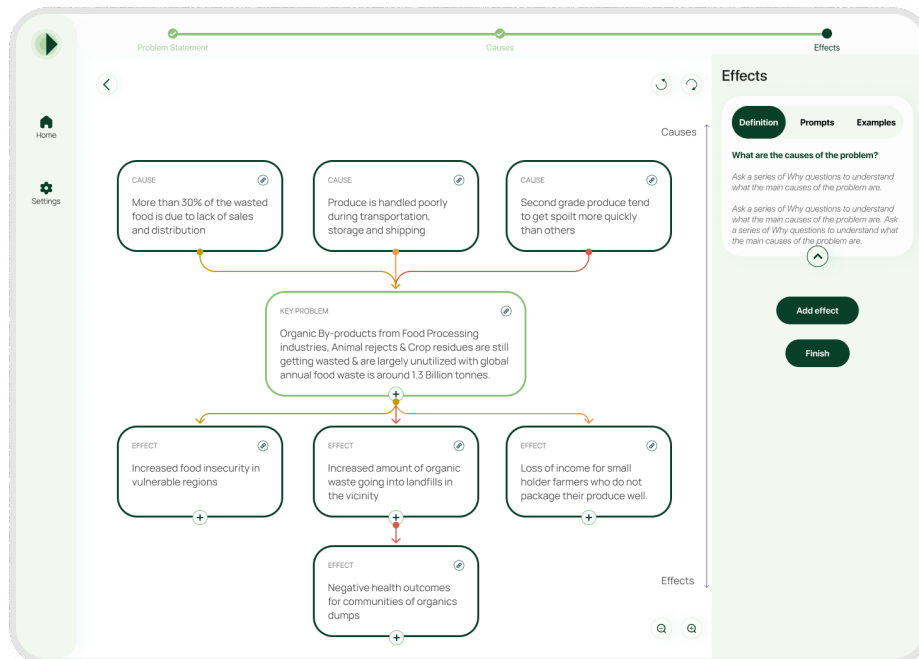 Problem Statement
Causes
Effects
Home
Settings
Causes
CAUSE
More than 30% of the wasted
food is due to lack of sales
and distribution
CAUSE
Produce is handled poorly
during transportation,
storage and shipping
CAUSE
Second grade produce tend
to get spoilt more quickly
than others
KEY PROBLEM
Organic By-products from Food Processing
industries, Animal rejects & Crop residues are still
getting wasted & are largely unutilized with global
annual food waste is around 1.3 Billion tonnes.
EFFECT
Increased food insecurity in
vulnerable regions
EFFECT
Increased amount of organic
waste going into landfills in
the vicinity
EFFECT
Loss of income for small
holder farmers who do not
package their produce well.
EFFECT
Negative health outcomes
for communities of organics
dumps
Effects
Effects
Definition
Prompts
Examples
What are the causes of the problem?
Ask a series of Why questions to understand
what the main causes of the problem are.
Ask a series of Why questions to understand
what the main causes of the problem are. Ask
a series of Why questions to understand what
the main causes of the problem are.
Add effect
Finish